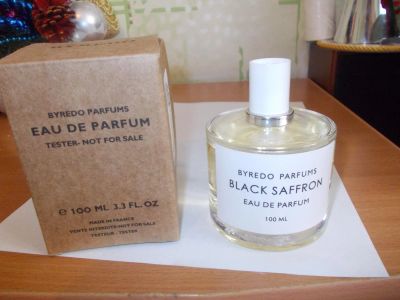 BYREDO PARFUMS
EAU DE PARFUM
TESTER- NOT FOR SALE
e 100 ML 3.3 FL. OZ
MADE IN FRANCE
VENTE INTERDITE-NOT FOR SALE
TESTEUR - TESTER
BYREDO PARFUMS
BLACK SAFFRON
EAU DE PARFUM
100 ML